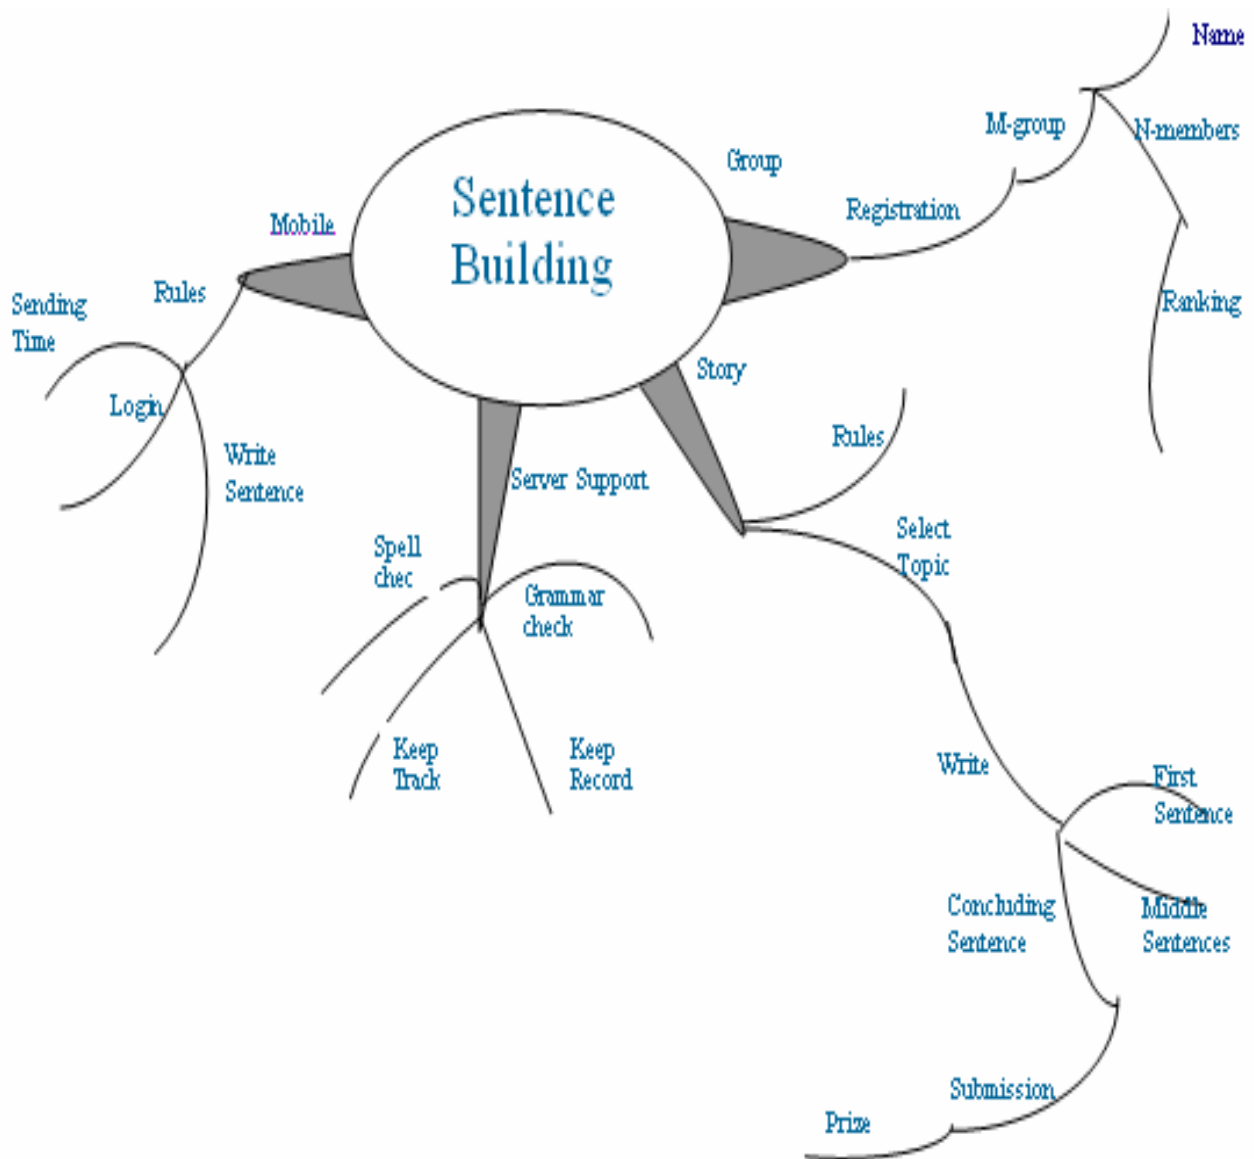 Sentence
Building
Group
Registration
M-group
Name
N-members
Ranking
Mobile
Rules
Sending
Time
Login
Write
Sentence
Server Support
Spell
chec
Grammar
check
Keep
Track
Keep
Record
Story
Rules
Select
Topic
Write
First
Sentence
Middle
Sentences
Concluding
Sentence
Submission
Prize